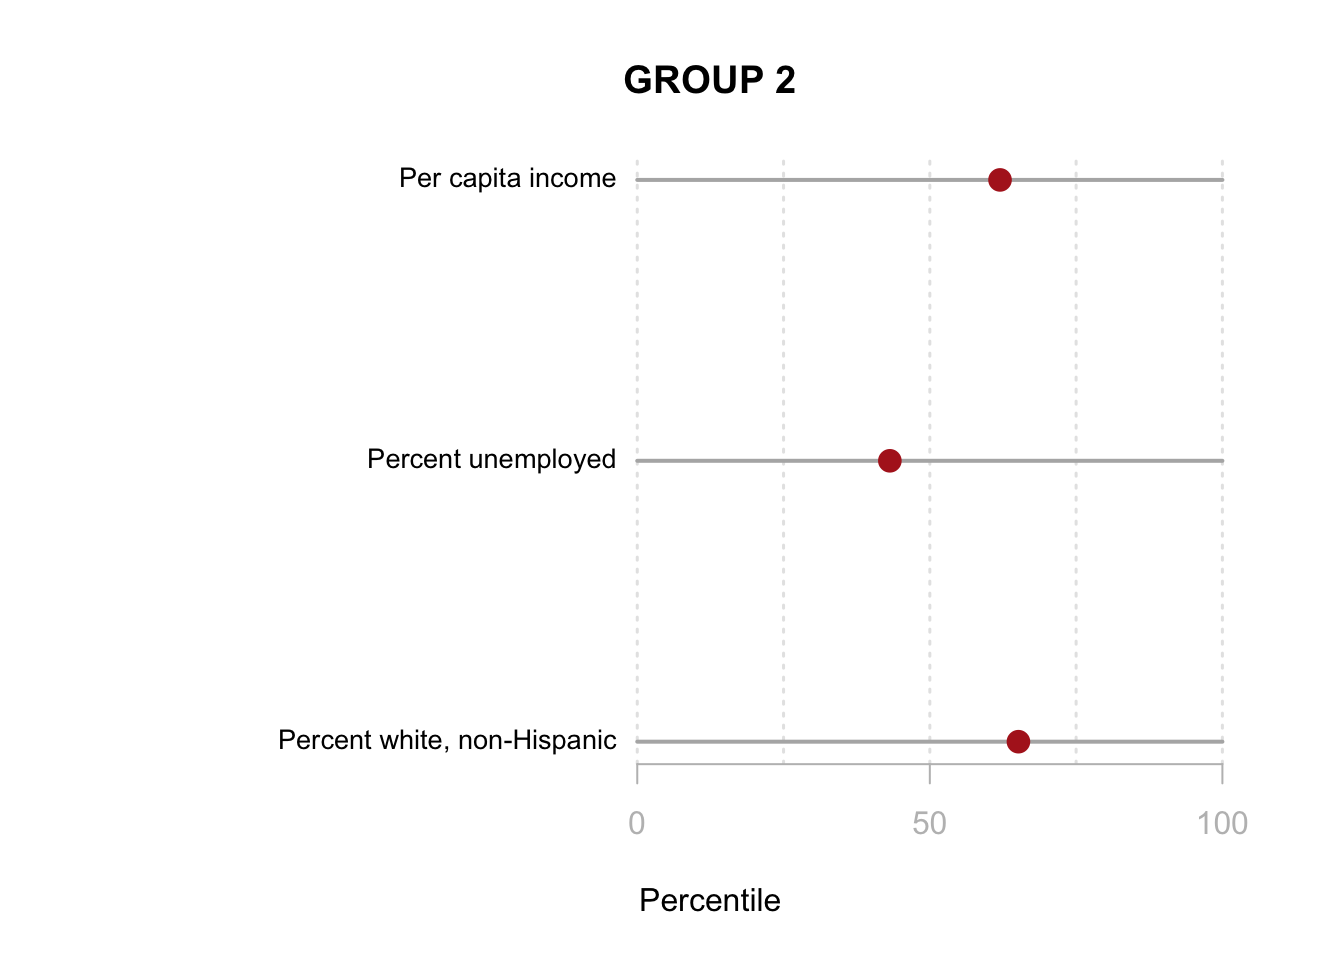 GROUP 2
Per capita income
Percent unemployed
Percent white, non-Hispanic
0 50 100
Percentile